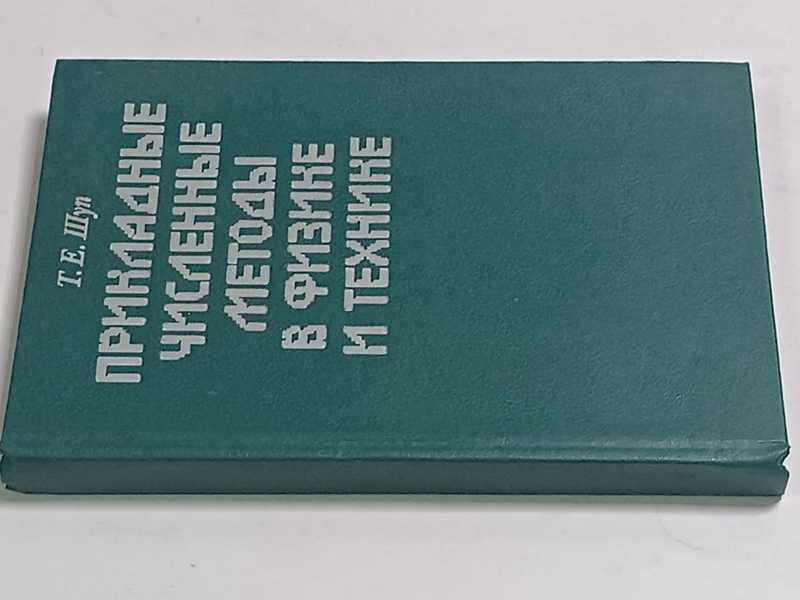 Т. Е. Шуп
ПРИКЛАДНЫЕ
ЧИСЛЕННЫЕ
МЕТОДЫ
В ФИЗИКЕ
И ТЕХНИКЕ